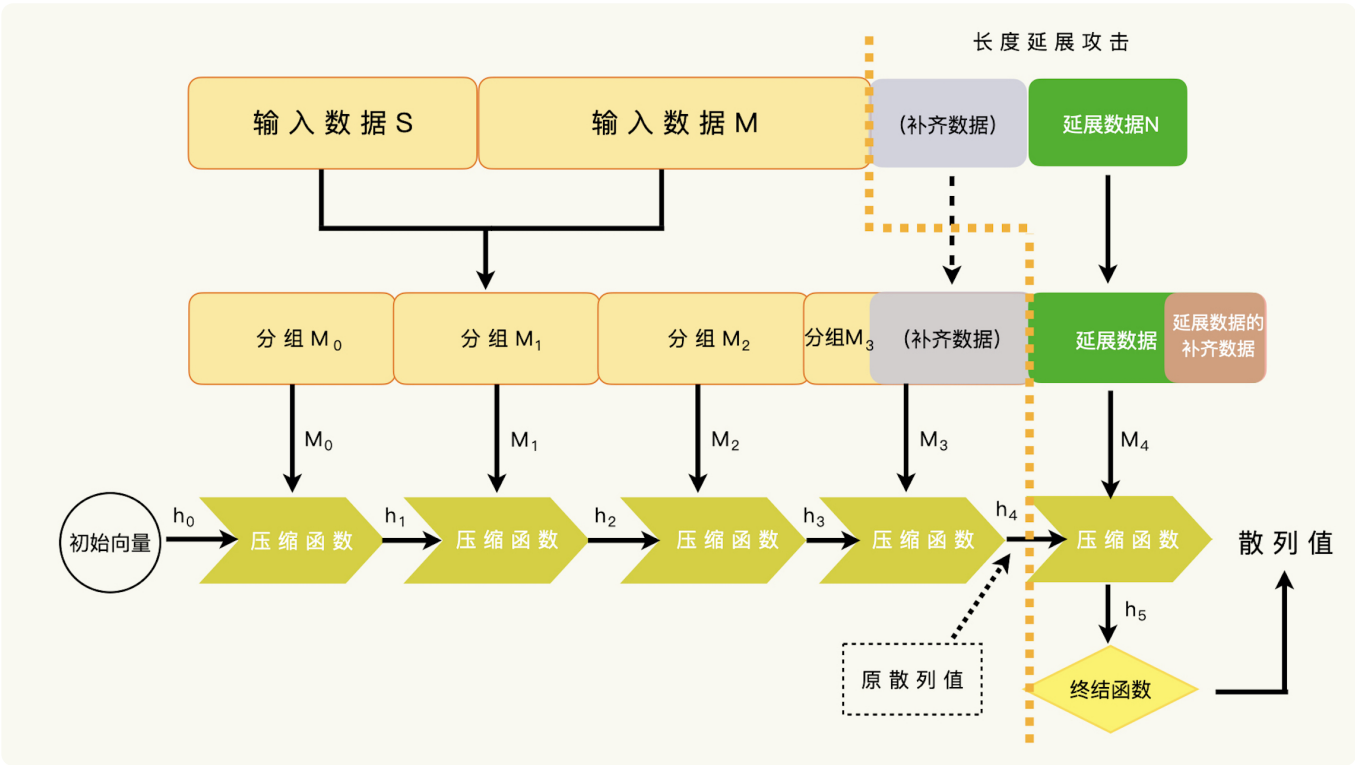 长度延展攻击
输入数据S
输入数据M
(补齐数据)
延展数据N
分组M₀
分组M₁
分组M₂
分组M₃
(补齐数据)
延展数据
延展数据的
补齐数据
M₀
M₁
M₂
M₃
M₄
初始向量
h₀
压缩函数
h₁
压缩函数
h₂
压缩函数
h₃
压缩函数
h₄
压缩函数
散列值
h₅
原散列值
终结函数